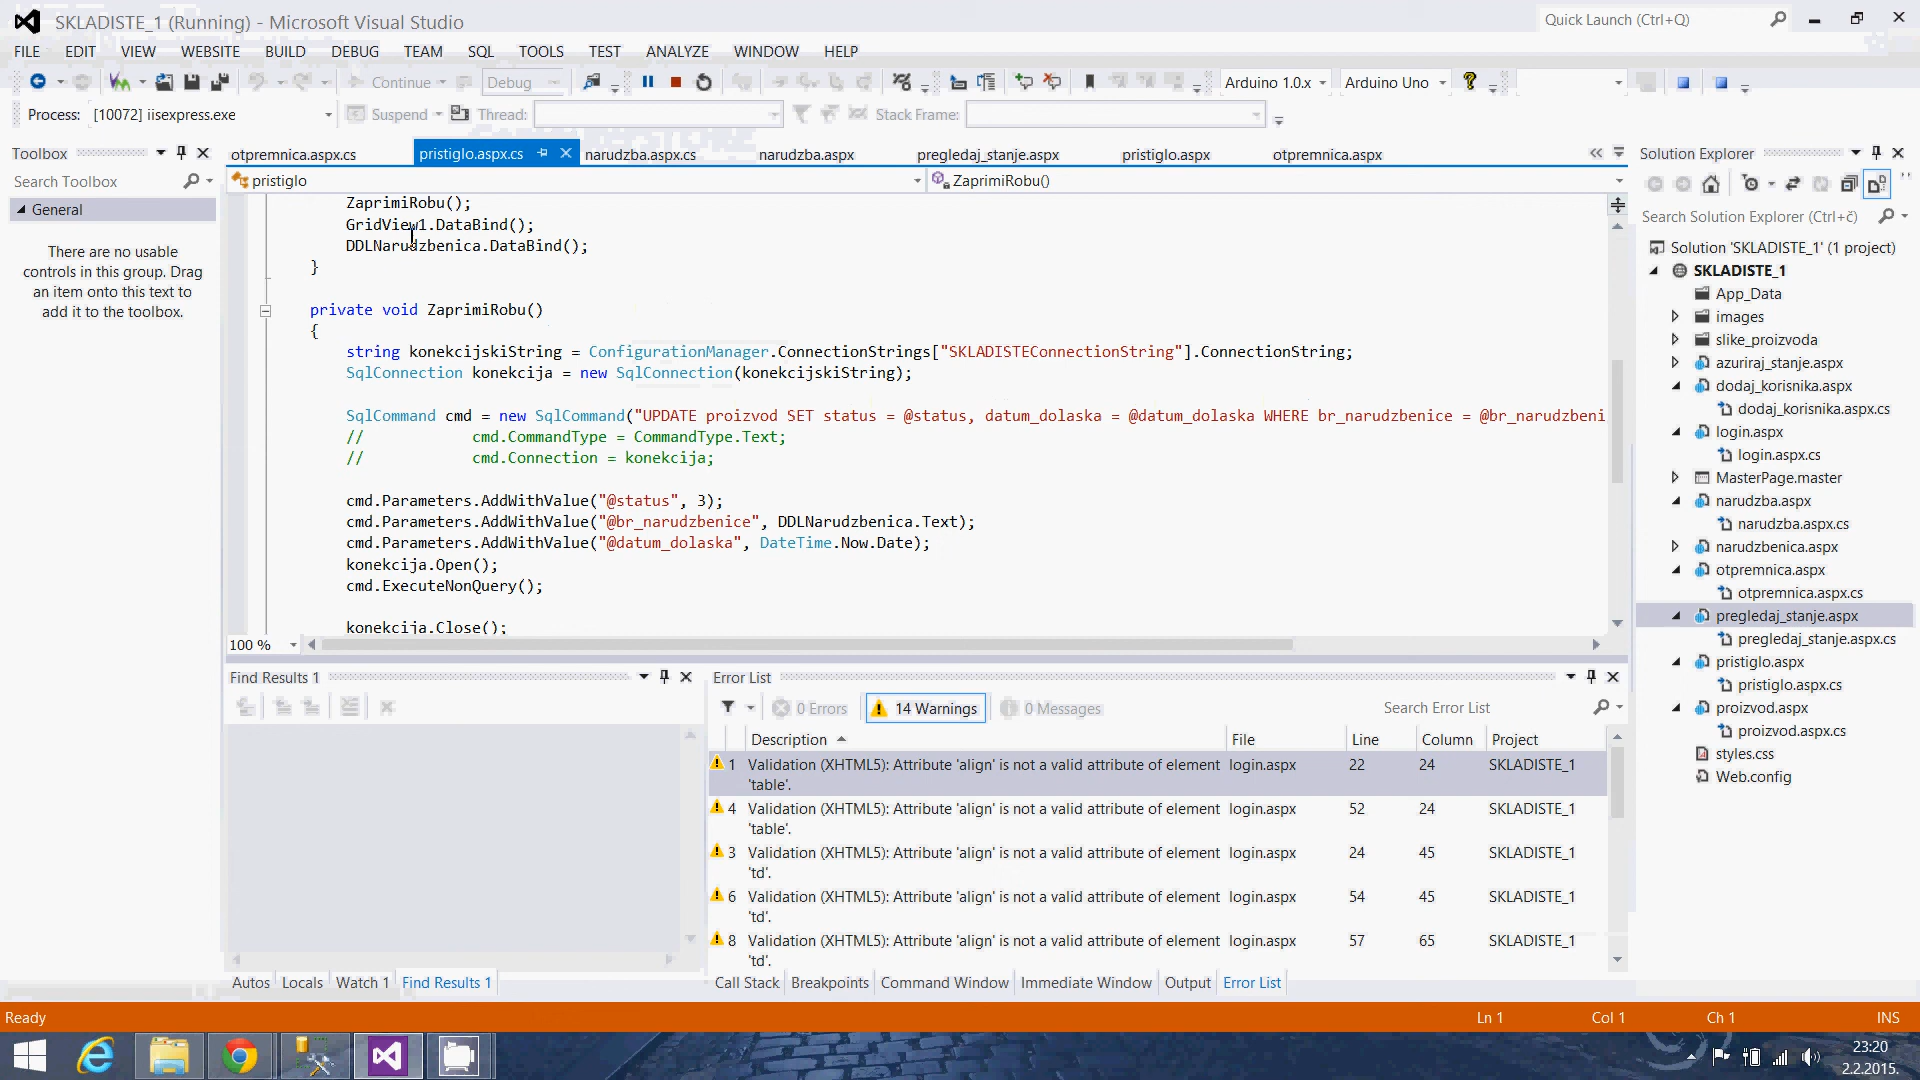 SKLADISTE_1 (Running) - Microsoft Visual Studio
Quick Launch (Ctrl+Q)
FILE EDIT VIEW WEBSITE BUILD DEBUG TEAM SQL TOOLS TEST ANALYZE WINDOW HELP
Continue Debug Arduino 1.0.x Arduino Uno
Process: [10072] iisexpress.exe Suspend Thread: Stack Frame:
Toolbox
Search Toolbox
General
There are no usable
controls in this group. Drag
an item onto this text to
add it to the toolbox.
otpremnica.aspx.cs pristiglo.aspx.cs narudzba.aspx.cs narudzba.aspx pregledaj_stanje.aspx pristiglo.aspx otpremnica.aspx
pristiglo ZaprimiRobu()
ZaprimiRobu();
GridView1.DataBind();
DDLNarudzbenica.DataBind();
}
private void ZaprimiRobu()
{
string konekcijskiString = ConfigurationManager.ConnectionStrings["SKLADISTEConnectionString"].ConnectionString;
SqlConnection konekcija = new SqlConnection(konekcijskiString);
SqlCommand cmd = new SqlCommand("UPDATE proizvod SET status = @status, datum_dolaska = @datum_dolaska WHERE br_narudzbenice = @br_narudzbeni
// cmd.CommandType = CommandType.Text;
// cmd.Connection = konekcija;
cmd.Parameters.AddWithValue("@status", 3);
cmd.Parameters.AddWithValue("@br_narudzbenice", DDLNarudzbenica.Text);
cmd.Parameters.AddWithValue("@datum_dolaska", DateTime.Now.Date);
konekcija.Open();
cmd.ExecuteNonQuery();
konekcija.Close();
100 %
Find Results 1
Autos Locals Watch 1 Find Results 1
Error List
0 Errors 14 Warnings 0 Messages Search Error List
Description File Line Column Project
1 Validation (XHTML5): Attribute 'align' is not a valid attribute of element login.aspx 22 24 SKLADISTE_1
'table'.
4 Validation (XHTML5): Attribute 'align' is not a valid attribute of element login.aspx 52 24 SKLADISTE_1
'table'.
3 Validation (XHTML5): Attribute 'align' is not a valid attribute of element login.aspx 24 45 SKLADISTE_1
'td'.
6 Validation (XHTML5): Attribute 'align' is not a valid attribute of element login.aspx 54 45 SKLADISTE_1
'td'.
8 Validation (XHTML5): Attribute 'align' is not a valid attribute of element login.aspx 57 65 SKLADISTE_1
'td'.
Call Stack Breakpoints Command Window Immediate Window Output Error List
Solution Explorer
Search Solution Explorer (Ctrl+č)
Solution 'SKLADISTE_1' (1 project)
SKLADISTE_1
App_Data
images
slike_proizvoda
azuriraj_stanje.aspx
dodaj_korisnika.aspx
dodaj_korisnika.aspx.cs
login.aspx
login.aspx.cs
MasterPage.master
narudzba.aspx
narudzba.aspx.cs
narudzbenica.aspx
otpremnica.aspx
otpremnica.aspx.cs
pregledaj_stanje.aspx
pregledaj_stanje.aspx.cs
pristiglo.aspx
pristiglo.aspx.cs
proizvod.aspx
proizvod.aspx.cs
styles.css
Web.config
Ready Ln 1 Col 1 Ch 1 INS
23:20
2.2.2015.